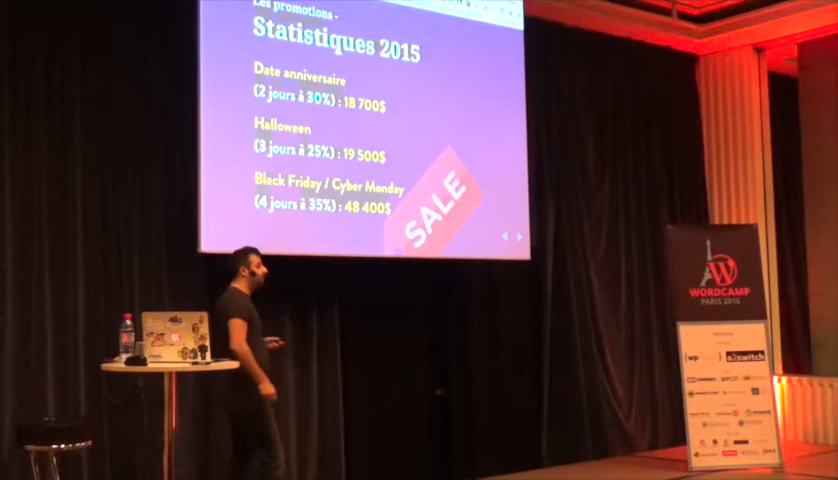 Les promotions -
Statistiques 2015
Date anniversaire
(2 jours à 30%) : 18 700$
Halloween
(3 jours à 25%) : 19 500$
Black Friday / Cyber Monday
(4 jours à 35%) : 48 400$
SALE
WORDCAMP
PARIS 2016
o2switch